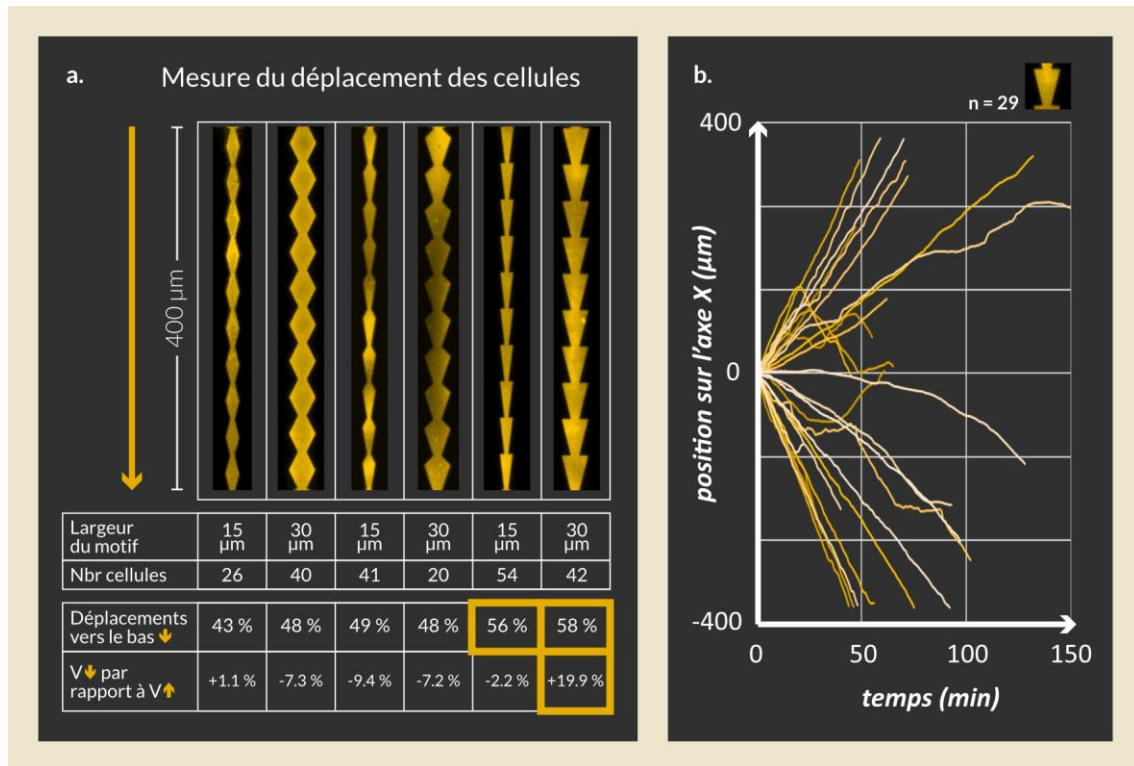 a.
Mesure du déplacement des cellules
400 µm
Largeur
du motif
15
µm
30
µm
15
µm
30
µm
15
µm
30
µm
Nbr cellules
26
40
41
20
54
42
Déplacements
vers le bas
43 %
48 %
49 %
48 %
56 %
58 %
V par
rapport à V
+1.1 %
-7.3 %
-9.4 %
-7.2 %
-2.2 %
+19.9 %
b.
n = 29
400
0
-400
position sur l'axe X (µm)
0
50
100
150
temps (min)